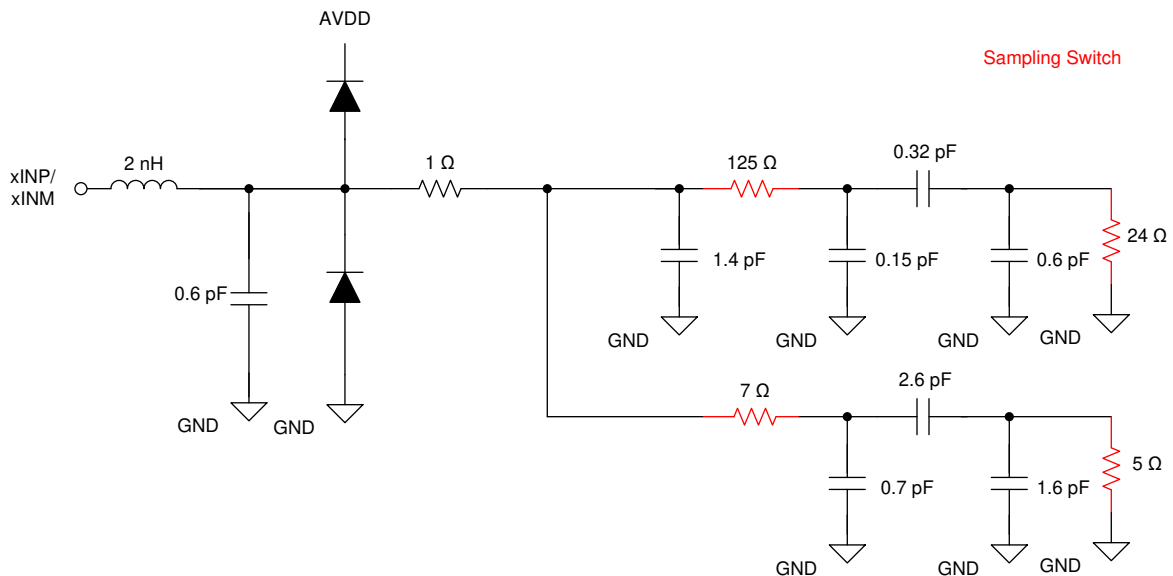 AVDD
Sampling Switch
xINP/
xINM
2 nH
1 Ω
125 Ω
0.32 pF
24 Ω
0.6 pF
1.4 pF
0.15 pF
0.6 pF
GND
GND
GND
GND
2.6 pF
7 Ω
GND
GND
5 Ω
0.7 pF
1.6 pF
GND
GND
GND